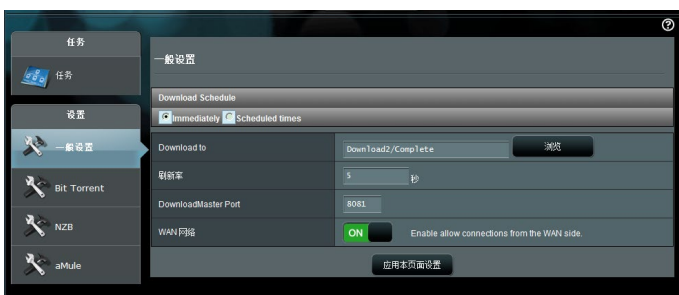 任务
任务
设置
一般设置
Bit Torrent
NZB
aMule
一般设置
Download Schedule
Immediately Scheduled times
Download to Download2/Complete 浏览
刷新率 5 秒
DownloadMaster Port 8081
WAN 网络 ON Enable allow connections from the WAN side.
应用本页面设置